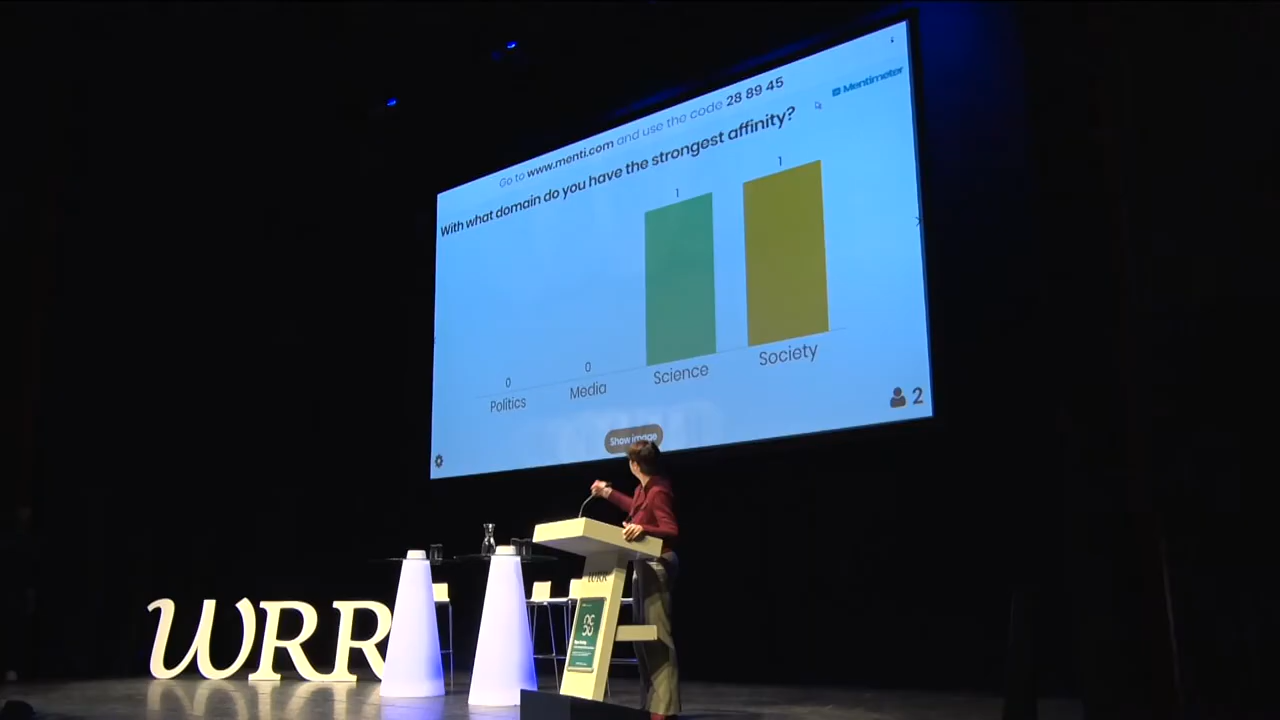 Go to www.menti.com and use the code 28 89 45
Mentimeter
With what domain do you have the strongest affinity?
1
1
0
0
Politics
Media
Science
Society
2
Show image
WRR
WRR